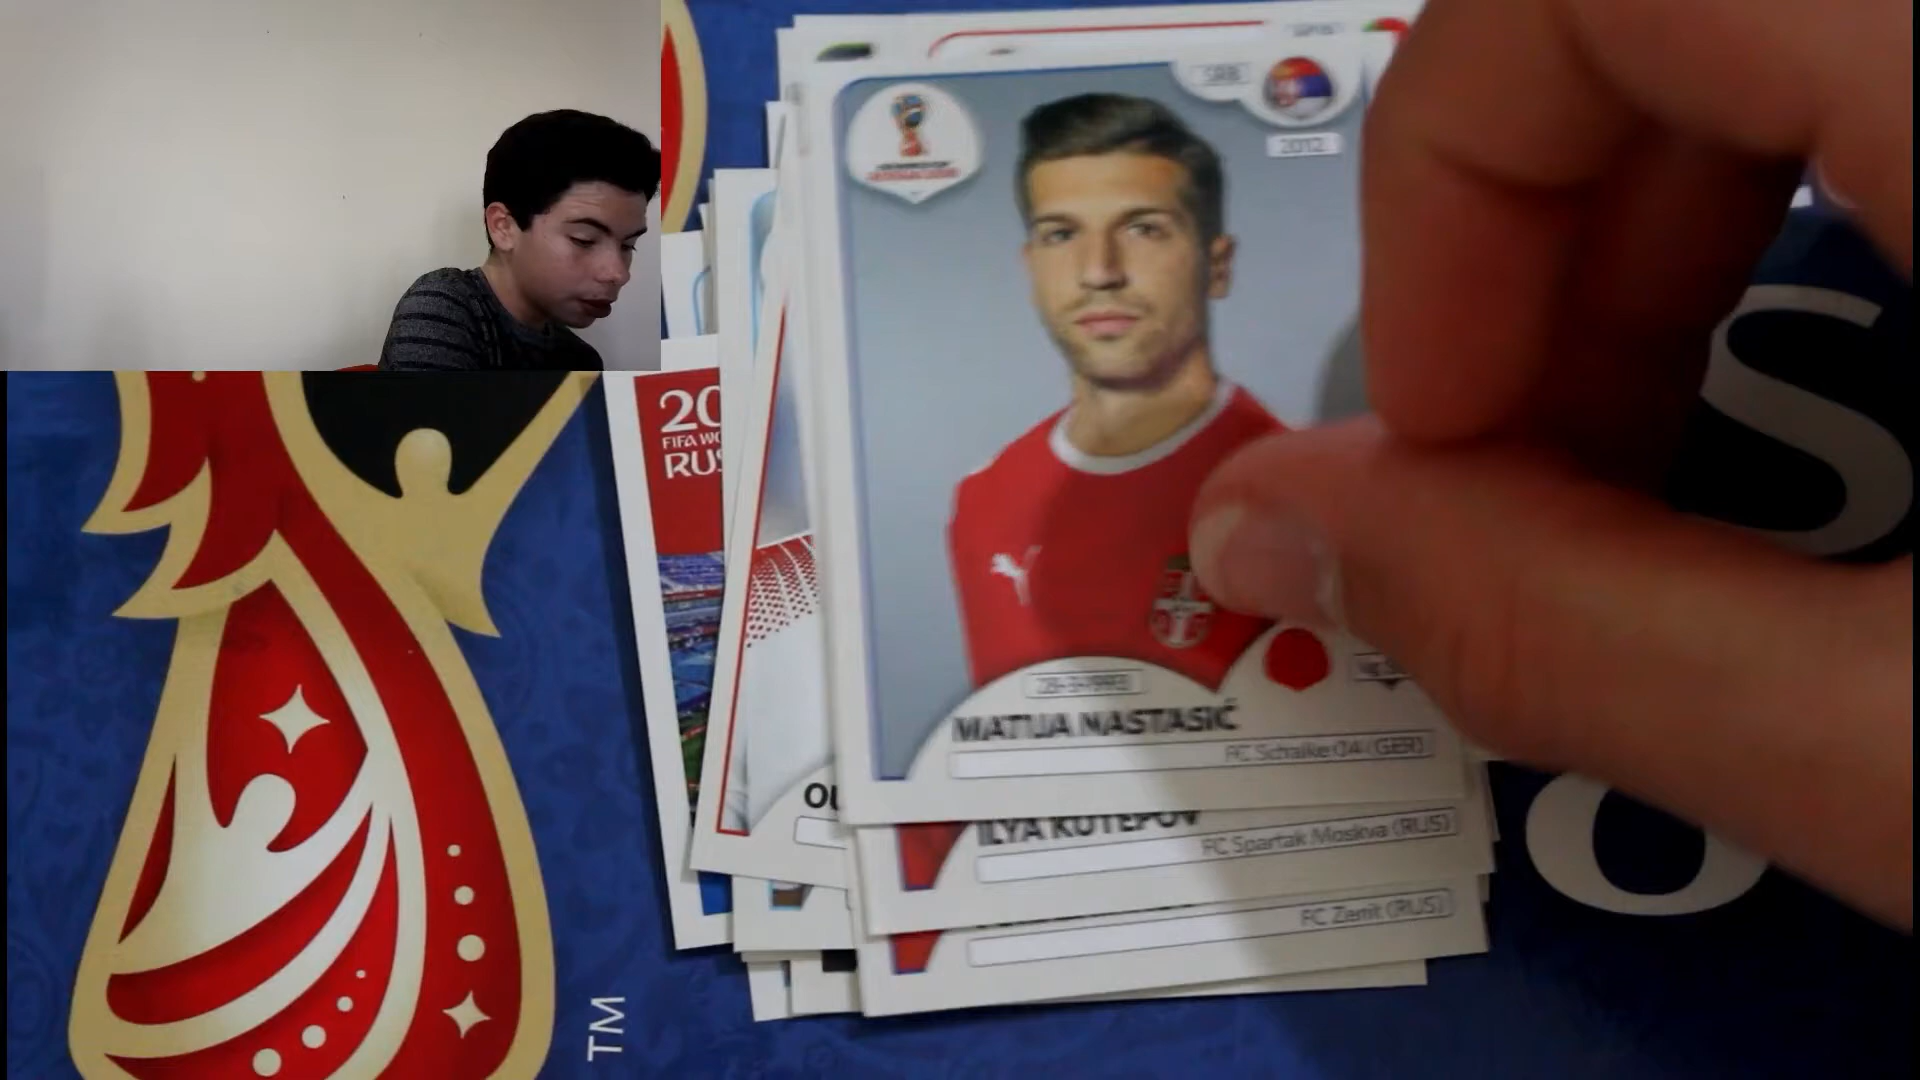 SRB
2012
20
FIFA WO
RUS
MATIJA NASTASIĆ
FC Schalke 04 (GER)
OU
ILYA KUTEPOV
FC Spartak Moskva (RUS)
FC Zenit (RUS)
TM
S
O